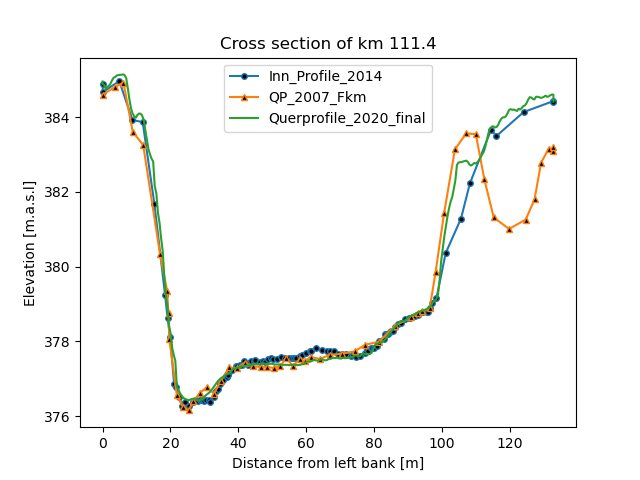 Cross section of km 111.4
Inn_Profile_2014
QP_2007_Fkm
Querprofile_2020_final
Elevation [m.a.s.l]
384
382
380
378
376
0 20 40 60 80 100 120
Distance from left bank [m]